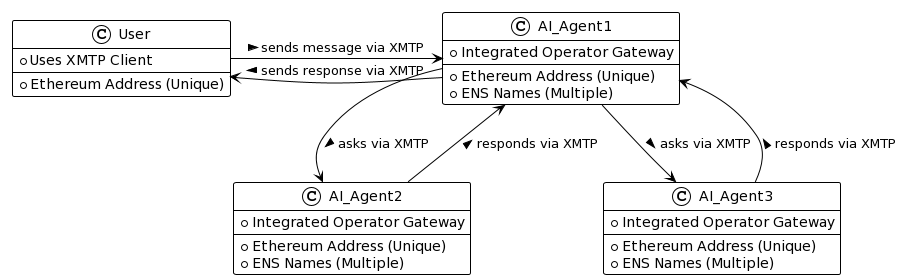 C User
Uses XMTP Client
Ethereum Address (Unique)
sends message via XMTP
sends response via XMTP
C AI_Agent1
Integrated Operator Gateway
Ethereum Address (Unique)
ENS Names (Multiple)
asks via XMTP
responds via XMTP
asks via XMTP
responds via XMTP
C AI_Agent2
Integrated Operator Gateway
Ethereum Address (Unique)
ENS Names (Multiple)
C AI_Agent3
Integrated Operator Gateway
Ethereum Address (Unique)
ENS Names (Multiple)